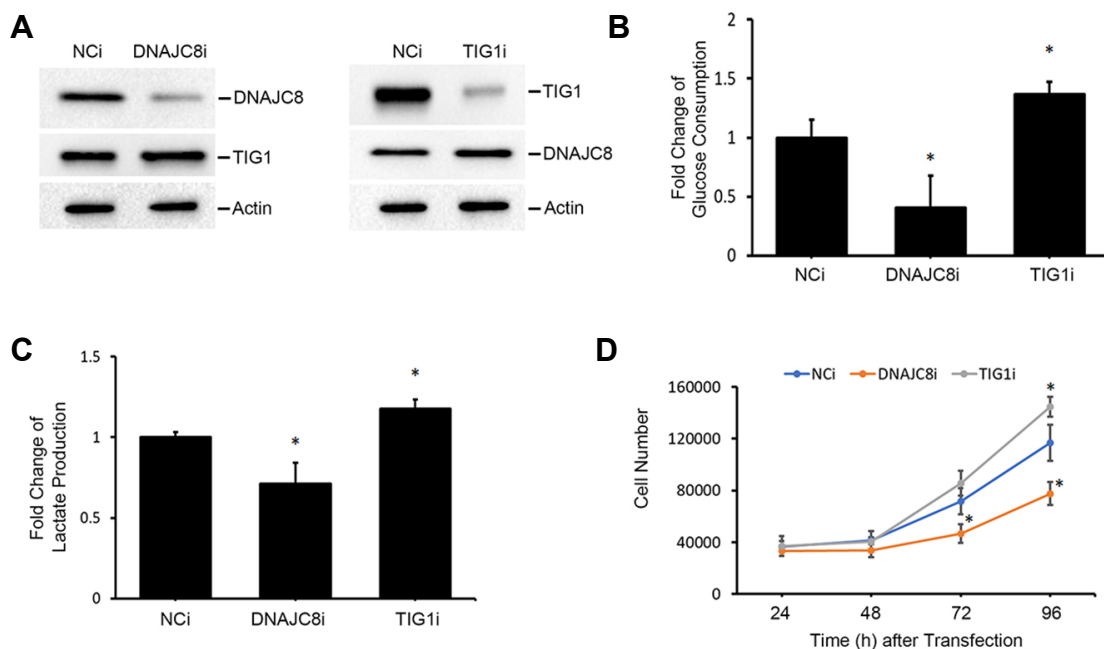 A
NCi DNAJC8i
DNAJC8
TIG1
Actin
NCi TIG1i
TIG1
DNAJC8
Actin
B
Fold Change of
Glucose Consumption
2
*
1.5
1
*
0.5
0
NCi DNAJC8i TIG1i
C
Fold Change of
Lactate Production
1.5
*
1
*
0.5
0
NCi DNAJC8i TIG1i
D
NCi DNAJC8i TIG1i
Cell Number
160000
*
120000
80000
*
*
40000
0
24 48 72 96
Time (h) after Transfection